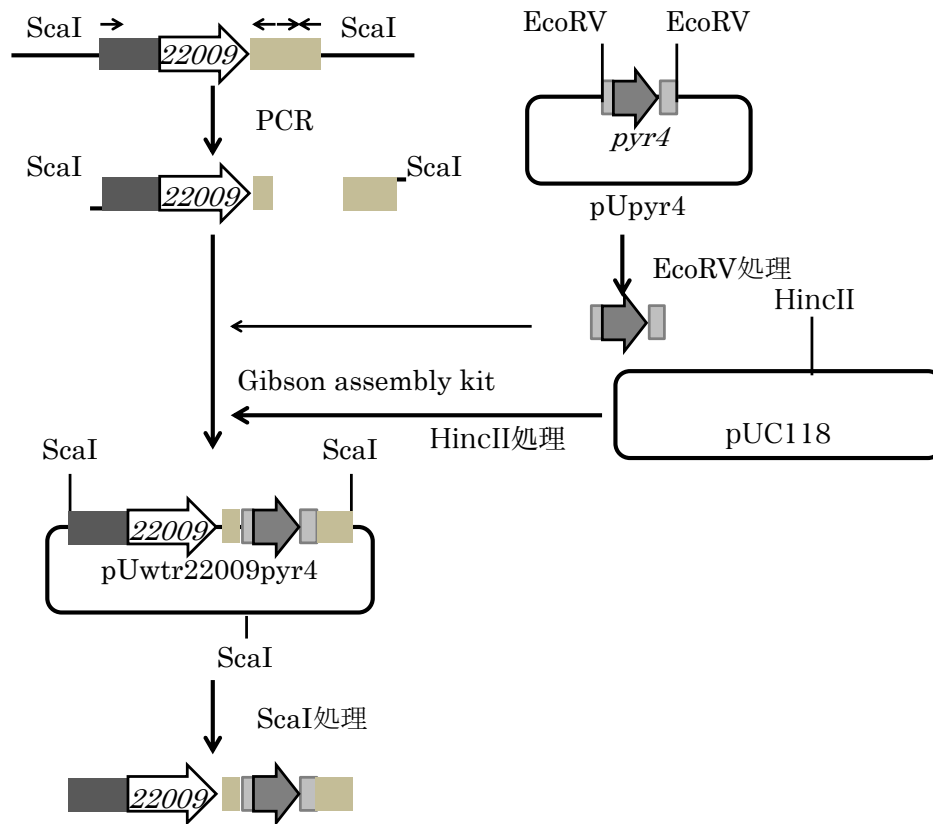 ScaI
22009
ScaI
PCR
ScaI
22009
ScaI
EcoRV
EcoRV
pyr4
pUpyr4
EcoRV処理
HincII
Gibson assembly kit
HincII処理
pUC118
ScaI
ScaI
22009
pUwtr22009pyr4
ScaI
ScaI処理
22009